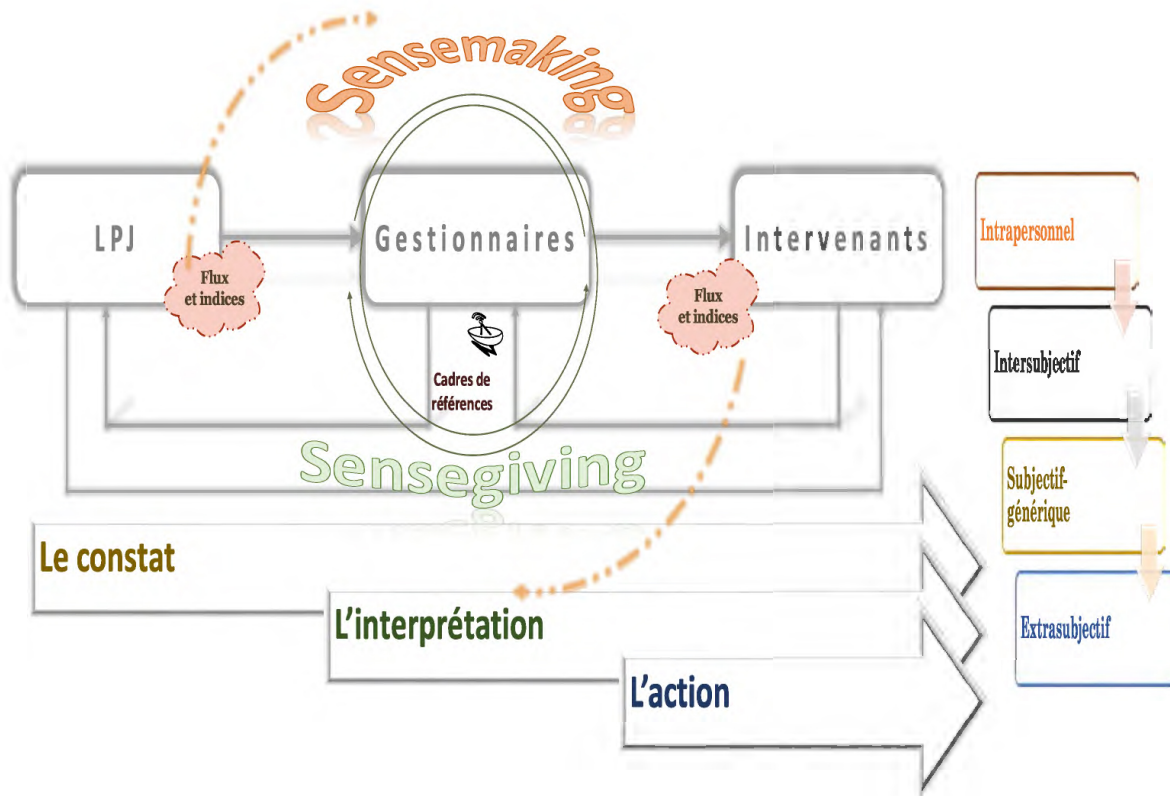 Sensemaking
LPJ
Gestionnaires
Intervenants
Flux
et indices
Flux
et indices
Cadres de
références
Sensegiving
Le constat
L'interprétation
L'action
Intrapersonnel
Intersubjectif
Subjectif-
générique
Extrasubjectif